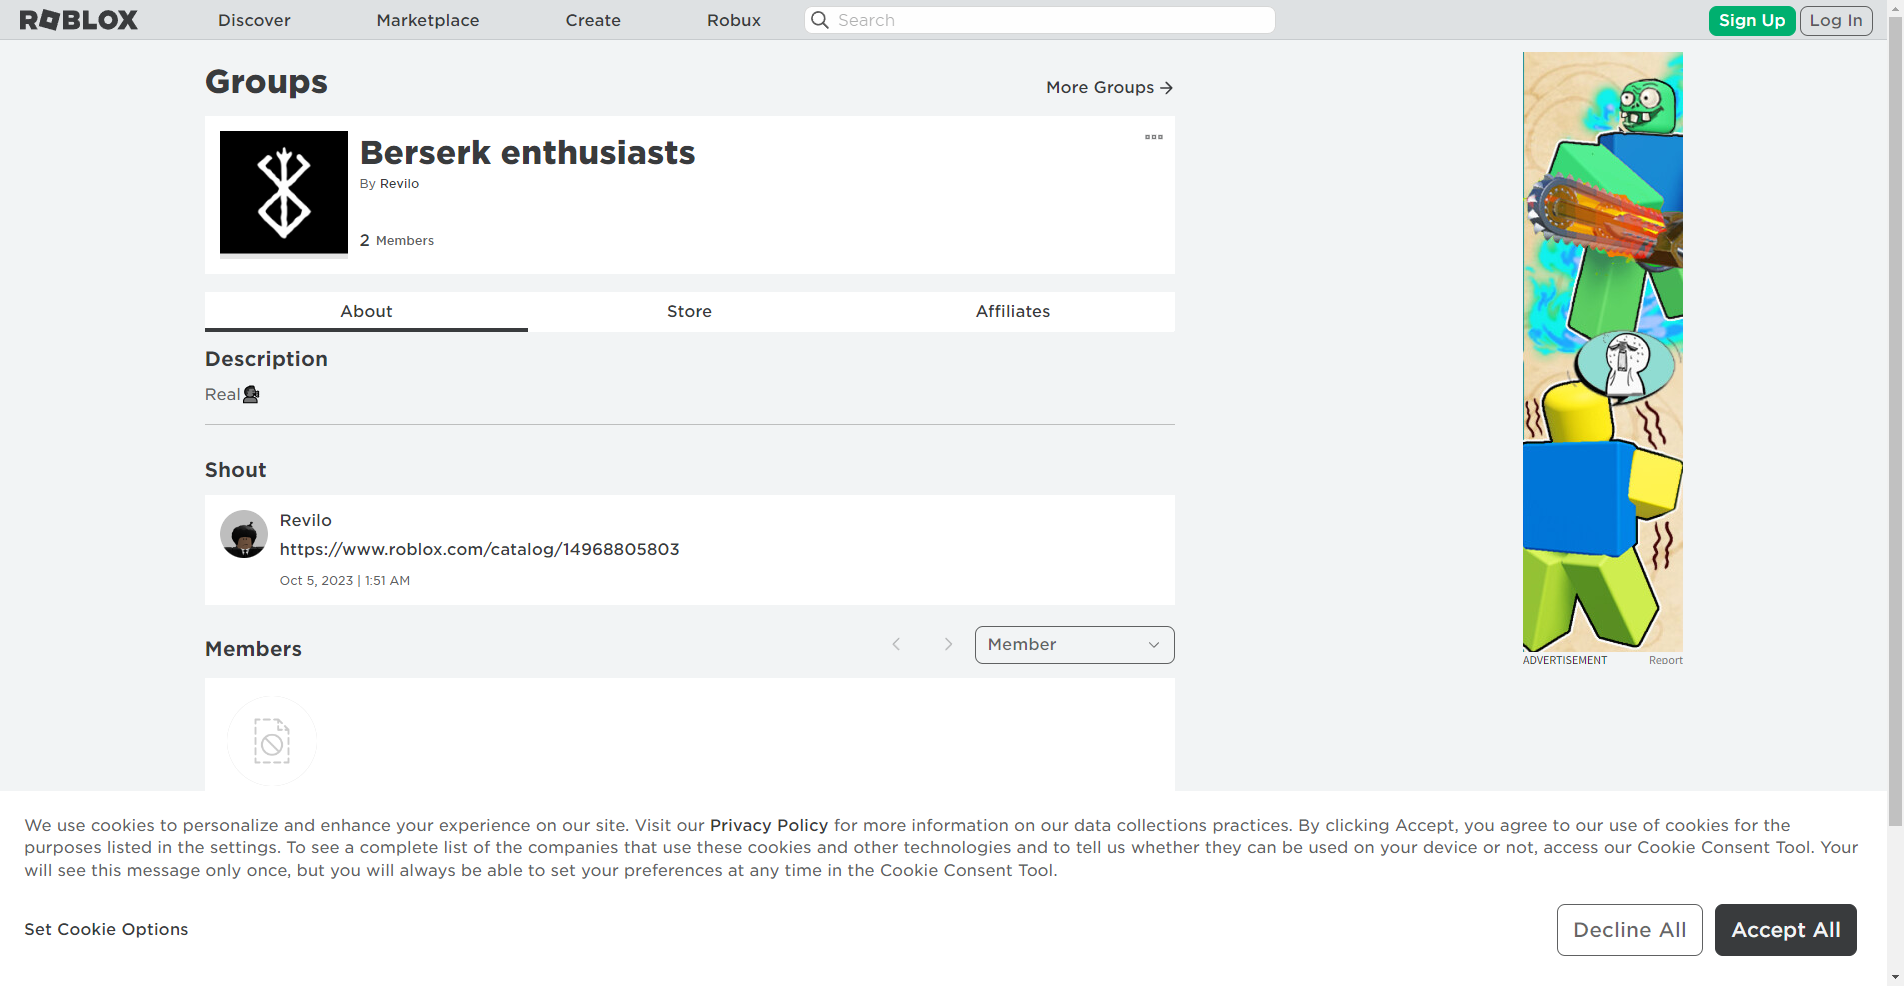 ROBLOX
Discover
Marketplace
Create
Robux
Search
Sign Up
Log In
Groups
More Groups
Berserk enthusiasts
By Revilo
2 Members
About
Store
Affiliates
Description
Real
Shout
Revilo
https://www.roblox.com/catalog/14968805803
Oct 5, 2023 | 1:51 AM
Members
Member
ADVERTISEMENT
Report
We use cookies to personalize and enhance your experience on our site. Visit our Privacy Policy for more information on our data collections practices. By clicking Accept, you agree to our use of cookies for the
purposes listed in the settings. To see a complete list of the companies that use these cookies and other technologies and to tell us whether they can be used on your device or not, access our Cookie Consent Tool. Your
will see this message only once, but you will always be able to set your preferences at any time in the Cookie Consent Tool.
Set Cookie Options
Decline All
Accept All